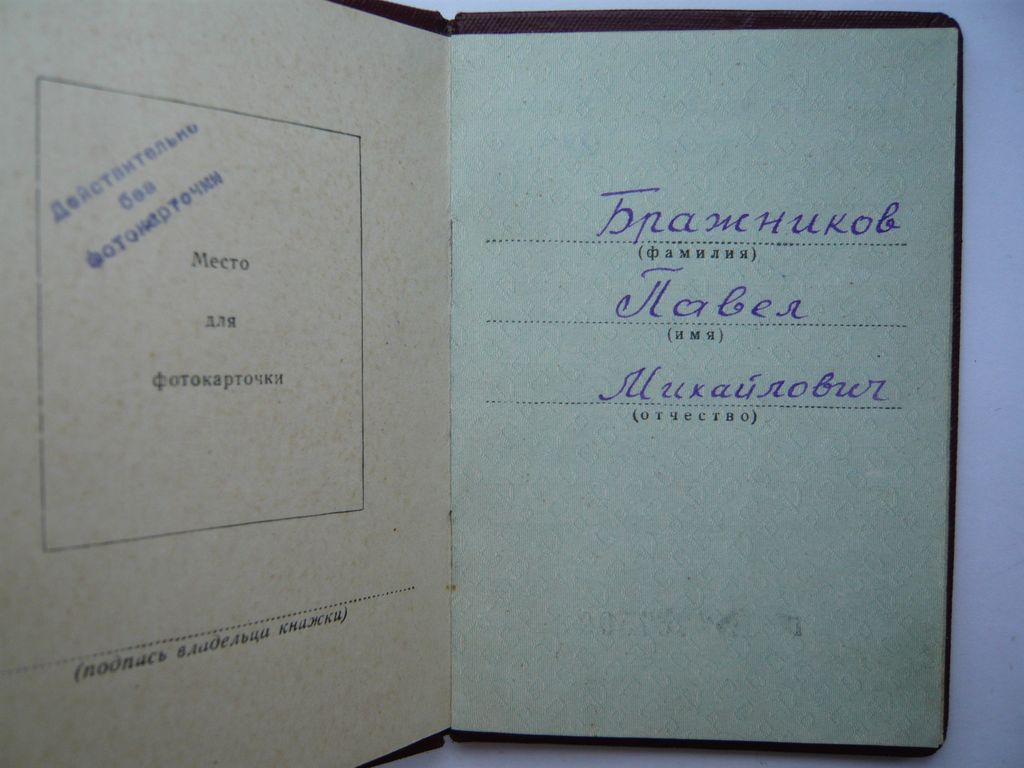 Действительно
без
фотокарточки
Место
для
фотокарточки
(подпись владельца книжки)
Бражников
(фамилия)
Павел
(имя)
Михайлович
(отчество)